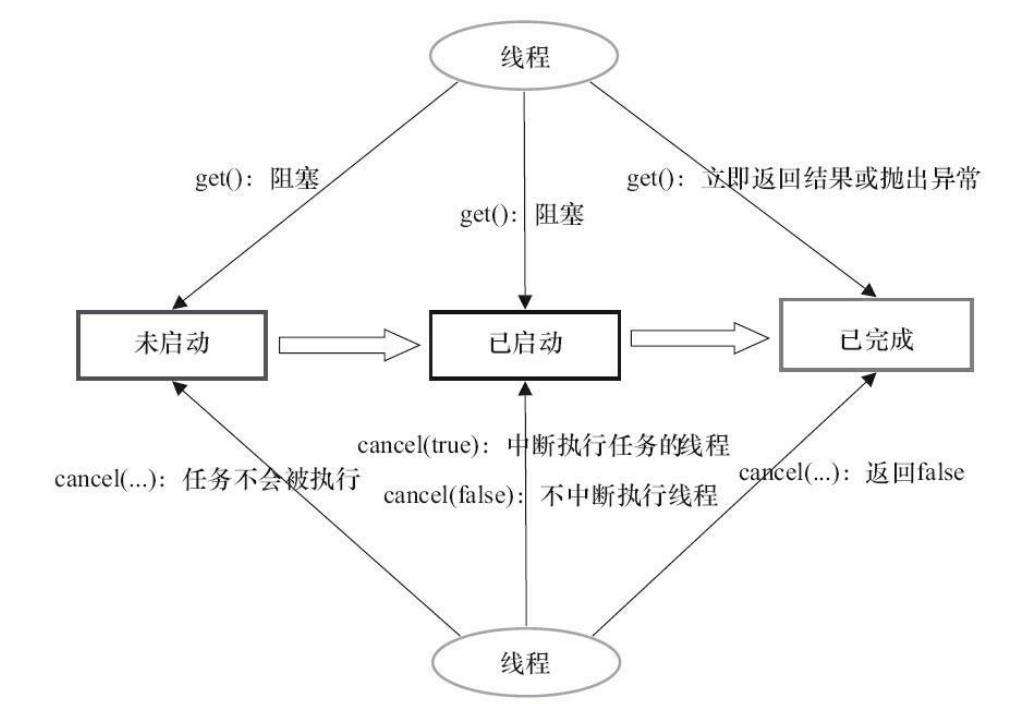 线程
get()：阻塞
get()：立即返回结果或抛出异常
get()：阻塞
未启动
已启动
已完成
cancel(true)：中断执行任务的线程
cancel(...)：任务不会被执行
cancel(...)：返回false
cancel(false)：不中断执行线程
线程